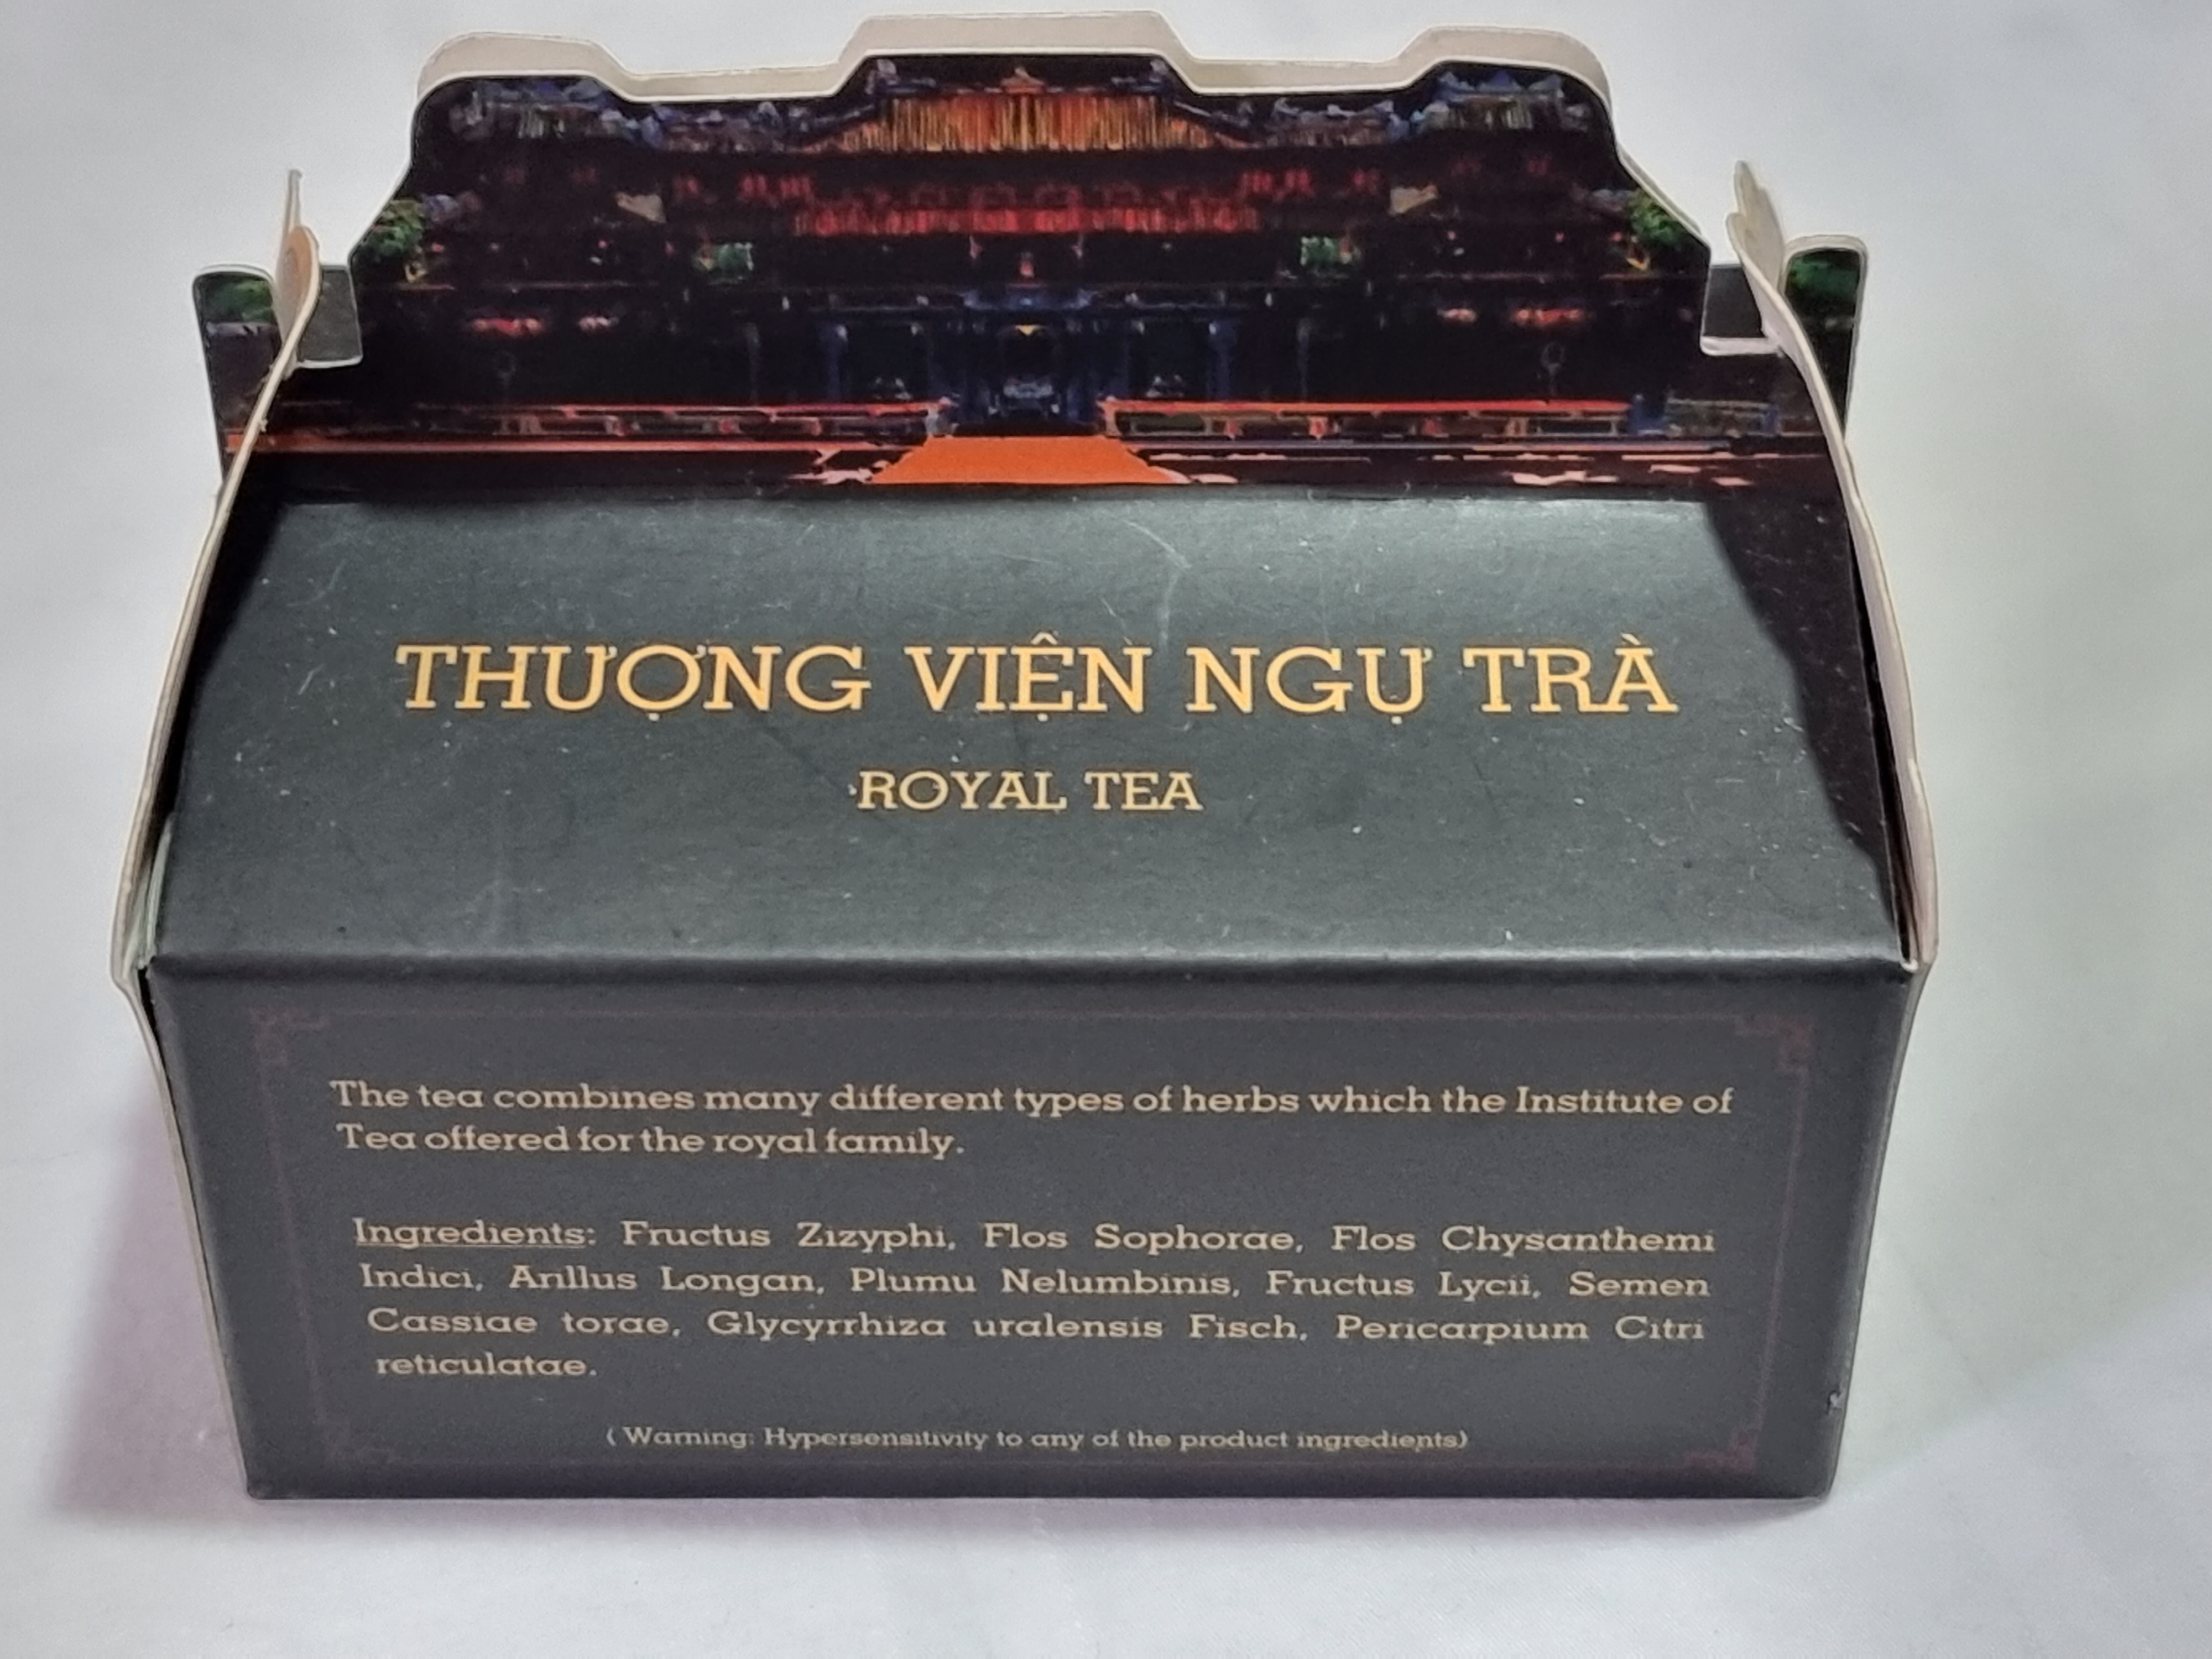 THƯỢNG VIỆN NGỰ TRÀ
ROYAL TEA
The tea combines many different types of herbs which the Institute of
Tea offered for the royal family.
Ingredients: Fructus Zizyphi, Flos Sophorae, Flos Chysanthemi
Indici, Arillus Longan, Plumu Nelumbinis, Fructus Lycii, Semen
Cassiae torae, Glycyrrhiza uralensis Fisch, Pericarpium Citri
reticulatae.
( Warning: Hypersensitivity to any of the product ingredients)